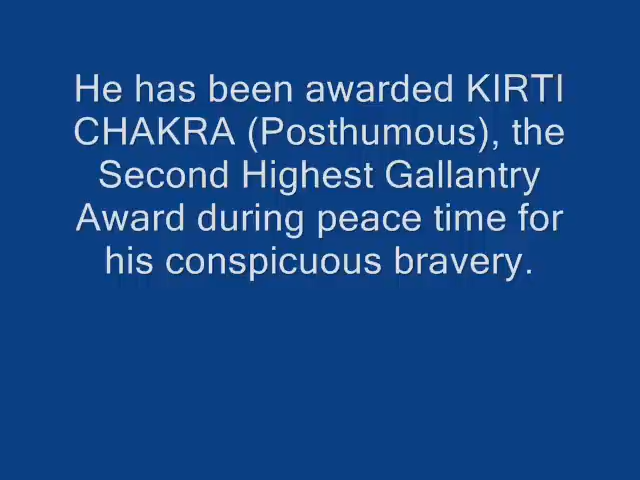 He has been awarded KIRTI
CHAKRA (Posthumous), the
Second Highest Gallantry
Award during peace time for
his conspicuous bravery.